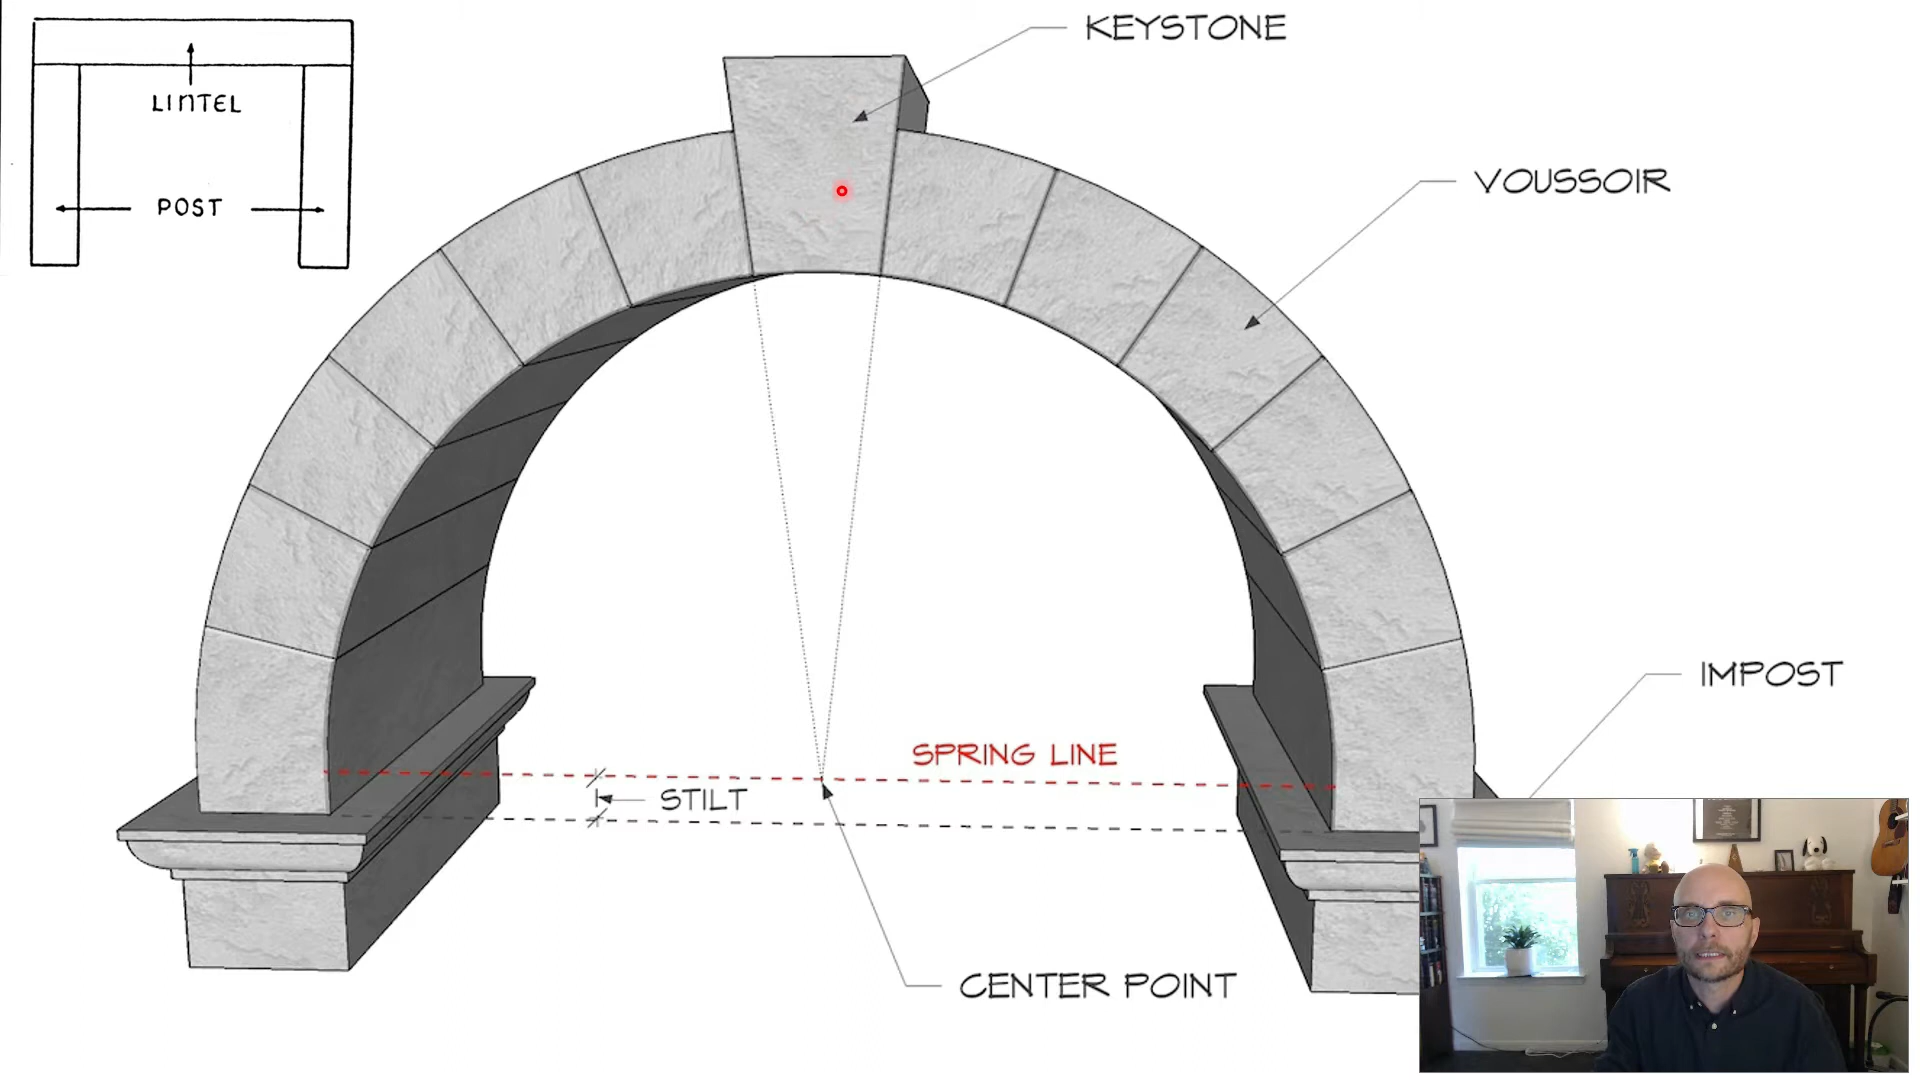 KEYSTONE
LINTEL
VOUSSOIR
POST
IMPOST
SPRING LINE
STILT
CENTER POINT